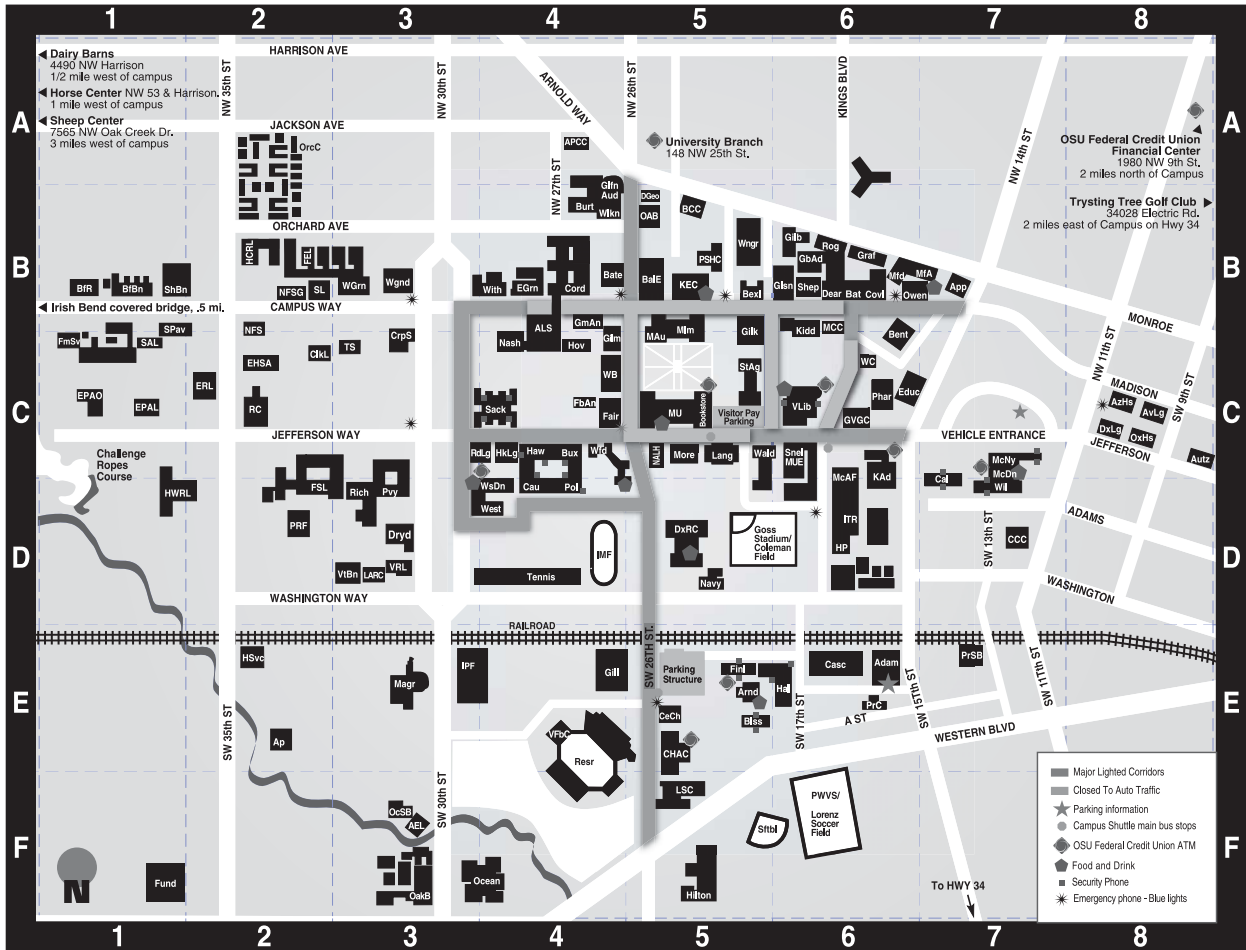 1 2 3 4 5 6 7 8
A
B
C
D
E
F
A
B
C
D
E
F
1 2 3 4 5 6 7 8
HARRISON AVE
Dairy Barns
4490 NW Harrison
1/2 mile west of campus
Horse Center NW 53 & Harrison.
1 mile west of campus
Sheep Center
7565 NW Oak Creek Dr.
3 miles west of campus
NW 35th ST
NW 30th ST
ARNOLD WAY
NW 26th ST
KINGS BLVD
NW 14th ST
JACKSON AVE
OrcC
APCC
NW 27th ST
University Branch
148 NW 25th St.
OSU Federal Credit Union
Financial Center
1980 NW 9th St.
2 miles north of Campus
Trysting Tree Golf Club
34028 Electric Rd.
2 miles east of Campus on Hwy 34
Glfn
Aud
Burt
Wlkn
DGeo
OAB
BCC
ORCHARD AVE
HCRL
FEL
NFSG
SL
WGrn
Wgnd
BfR
BfBn
ShBn
With
EGrn
Cord
Bate
BalE
KEC
PSHC
Wngr
Bexl
Gilb
GbAd
Rog
Graf
Glsn
Shep
Dear
Bat
Covl
Mfd
MfA
Owen
App
Irish Bend covered bridge, .5 mi.
CAMPUS WAY
MONROE
FmSv
SAL
SPav
NFS
EHSA
ClkL
TS
CrpS
Nash
ALS
GmAn
Hov
Gilm
WB
FbAn
Fair
MAu
Mlm
Gilk
StAg
Kidd
MCC
Bent
WC
Phar
Educ
GVGC
VLib
EPAO
EPAL
ERL
RC
Sack
MU
Bookstore
Visitor Pay
Parking
NW 11th ST
MADISON
SW 9th ST
AzHs
AvLg
DxLg
OxHs
JEFFERSON
Autz
JEFFERSON WAY
VEHICLE ENTRANCE
Challenge
Ropes
Course
HWRL
FSL
Rich
Pvy
PRF
Dryd
VtBn
LARC
VRL
RdLg
HkLg
WsDn
West
Haw
Bux
Cau
Pol
Wfd
NALH
More
Lang
Wald
Snel
MUE
McAF
KAd
ITR
HP
Cal
McNy
McDn
Wil
CCC
SW 13th ST
ADAMS
WASHINGTON
IMF
Tennis
DxRC
Navy
Goss
Stadium/
Coleman
Field
WASHINGTON WAY
RAILROAD
HSvc
Magr
IPF
Gill
SW 26TH ST.
Parking
Structure
Finl
Arnd
Hal
Blss
CeCh
CHAC
LSC
Casc
Adam
PrC
PrSB
A ST
SW 17th ST
SW 15TH ST
SW 11TH ST
WESTERN BLVD
SW 35th ST
Ap
VFbC
Resr
SW 30th ST
OcSB
AEL
OakB
Ocean
Fund
N
Hilton
Sftbl
PWVS/
Lorenz
Soccer
Field
To HWY 34
Major Lighted Corridors
Closed To Auto Traffic
Parking information
Campus Shuttle main bus stops
OSU Federal Credit Union ATM
Food and Drink
Security Phone
Emergency phone - Blue lights